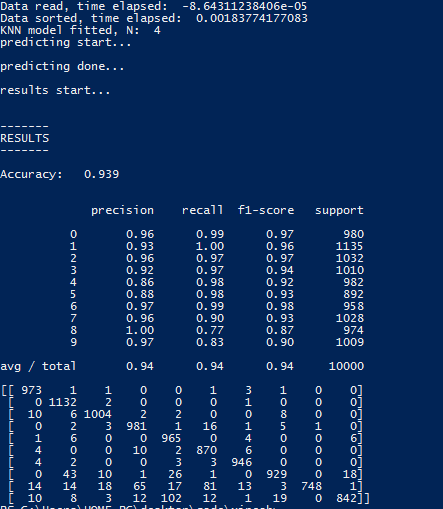 Data read, time elapsed:  -8.64311238406e-05
Data sorted, time elapsed:  0.00183774177083
KNN model fitted, N:  4
predicting start...
predicting done...
results start...
-------
RESULTS
-------
Accuracy:   0.939
precision    recall  f1-score   support
0       0.96      0.99      0.97       980
1       0.93      1.00      0.96      1135
2       0.96      0.97      0.97      1032
3       0.92      0.97      0.94      1010
4       0.86      0.98      0.92       982
5       0.88      0.98      0.93       892
6       0.97      0.99      0.98       958
7       0.96      0.90      0.93      1028
8       1.00      0.77      0.87       974
9       0.97      0.83      0.90      1009
avg / total       0.94      0.94      0.94     10000
[[ 973    1    1    0    0    1    3    1    0    0]
[   0 1132    2    0    0    0    1    0    0    0]
[  10    6 1004    2    2    0    0    8    0    0]
[   0    2    3  981    1   16    1    5    1    0]
[   1    6    0    0  965    0    4    0    0    6]
[   4    0    0   10    2  870    6    0    0    0]
[   4    2    0    0    3    3  946    0    0    0]
[   0   43   10    1   26    1    0  929    0   18]
[  14   14   18   65   17   81   13    3  748    1]
[  10    8    3   12  102   12    1   19    0  842]]